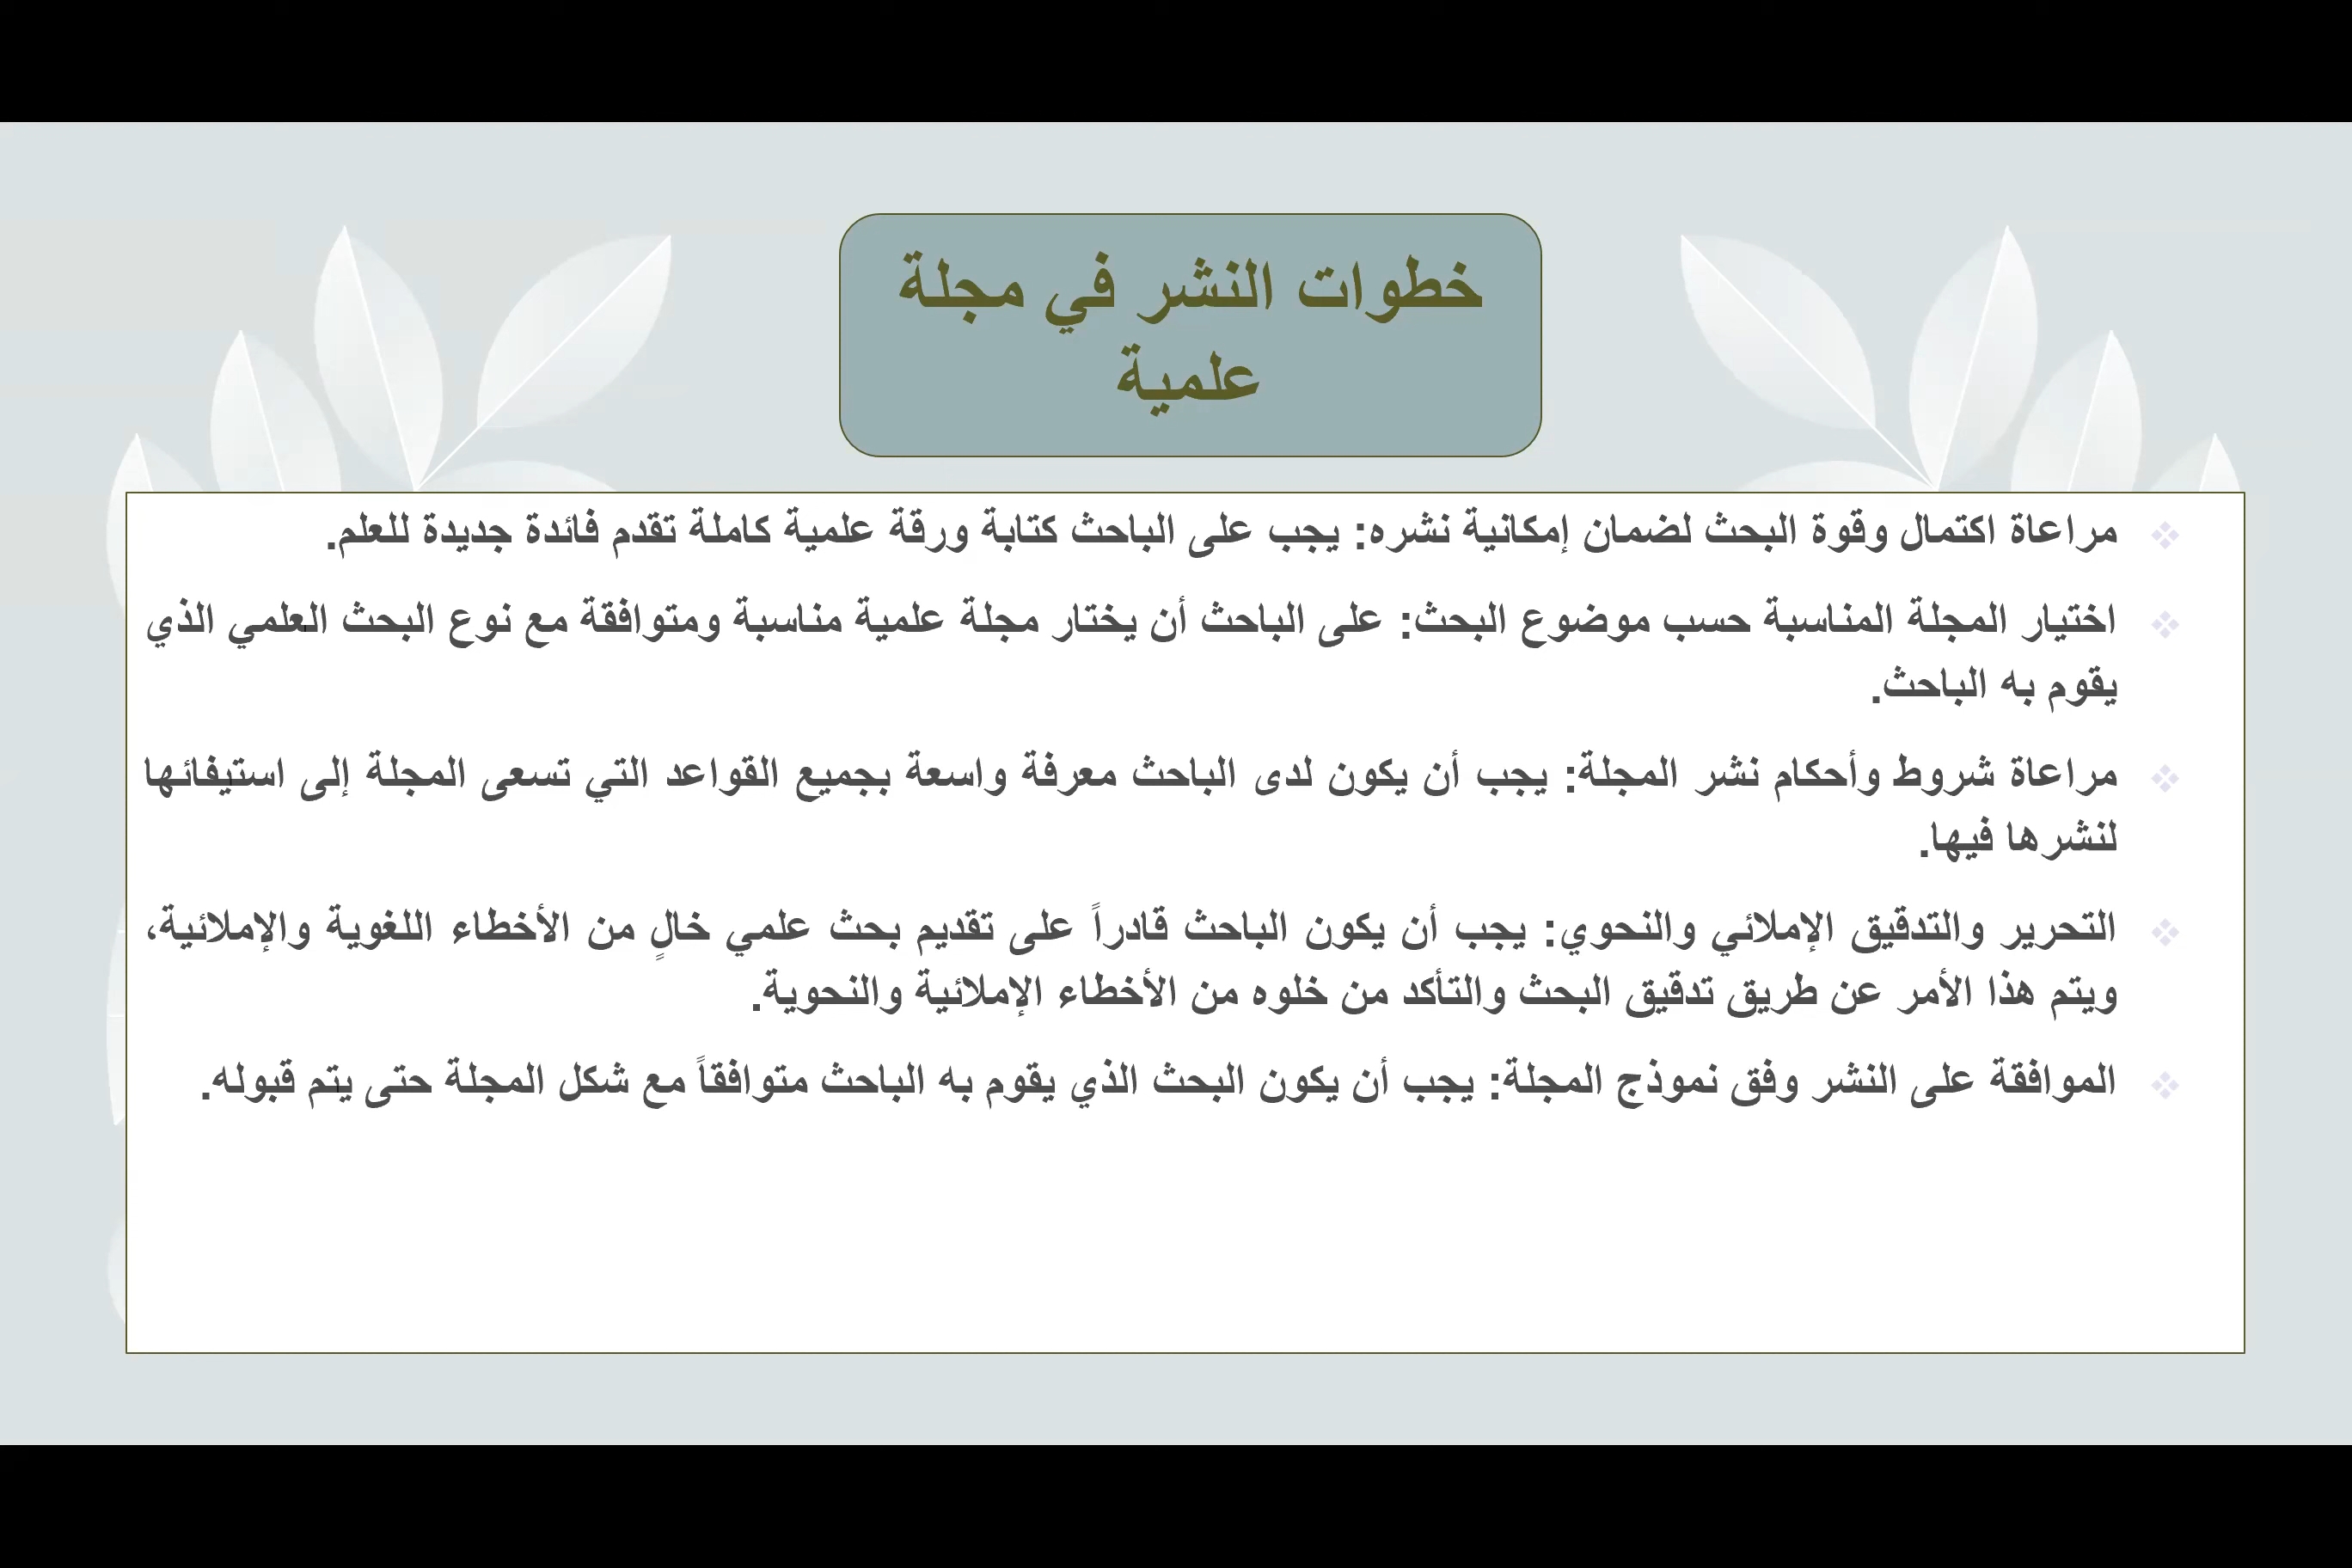 خطوات النشر في مجلة
علمية
مراعاة اكتمال وقوة البحث لضمان إمكانية نشره: يجب على الباحث كتابة ورقة علمية كاملة تقدم فائدة جديدة للعلم.
اختيار المجلة المناسبة حسب موضوع البحث: على الباحث أن يختار مجلة علمية مناسبة ومتوافقة مع نوع البحث العلمي الذي
يقوم به الباحث.
مراعاة شروط وأحكام نشر المجلة: يجب أن يكون لدى الباحث معرفة واسعة بجميع القواعد التي تسعى المجلة إلى استيفائها
لنشرها فيها.
التحرير والتدقيق الإملائي والنحوي: يجب أن يكون الباحث قادراً على تقديم بحث علمي خالٍ من الأخطاء اللغوية والإملائية،
ويتم هذا الأمر عن طريق تدقيق البحث والتأكد من خلوه من الأخطاء الإملائية والنحوية.
الموافقة على النشر وفق نموذج المجلة: يجب أن يكون البحث الذي يقوم به الباحث متوافقاً مع شكل المجلة حتى يتم قبوله.